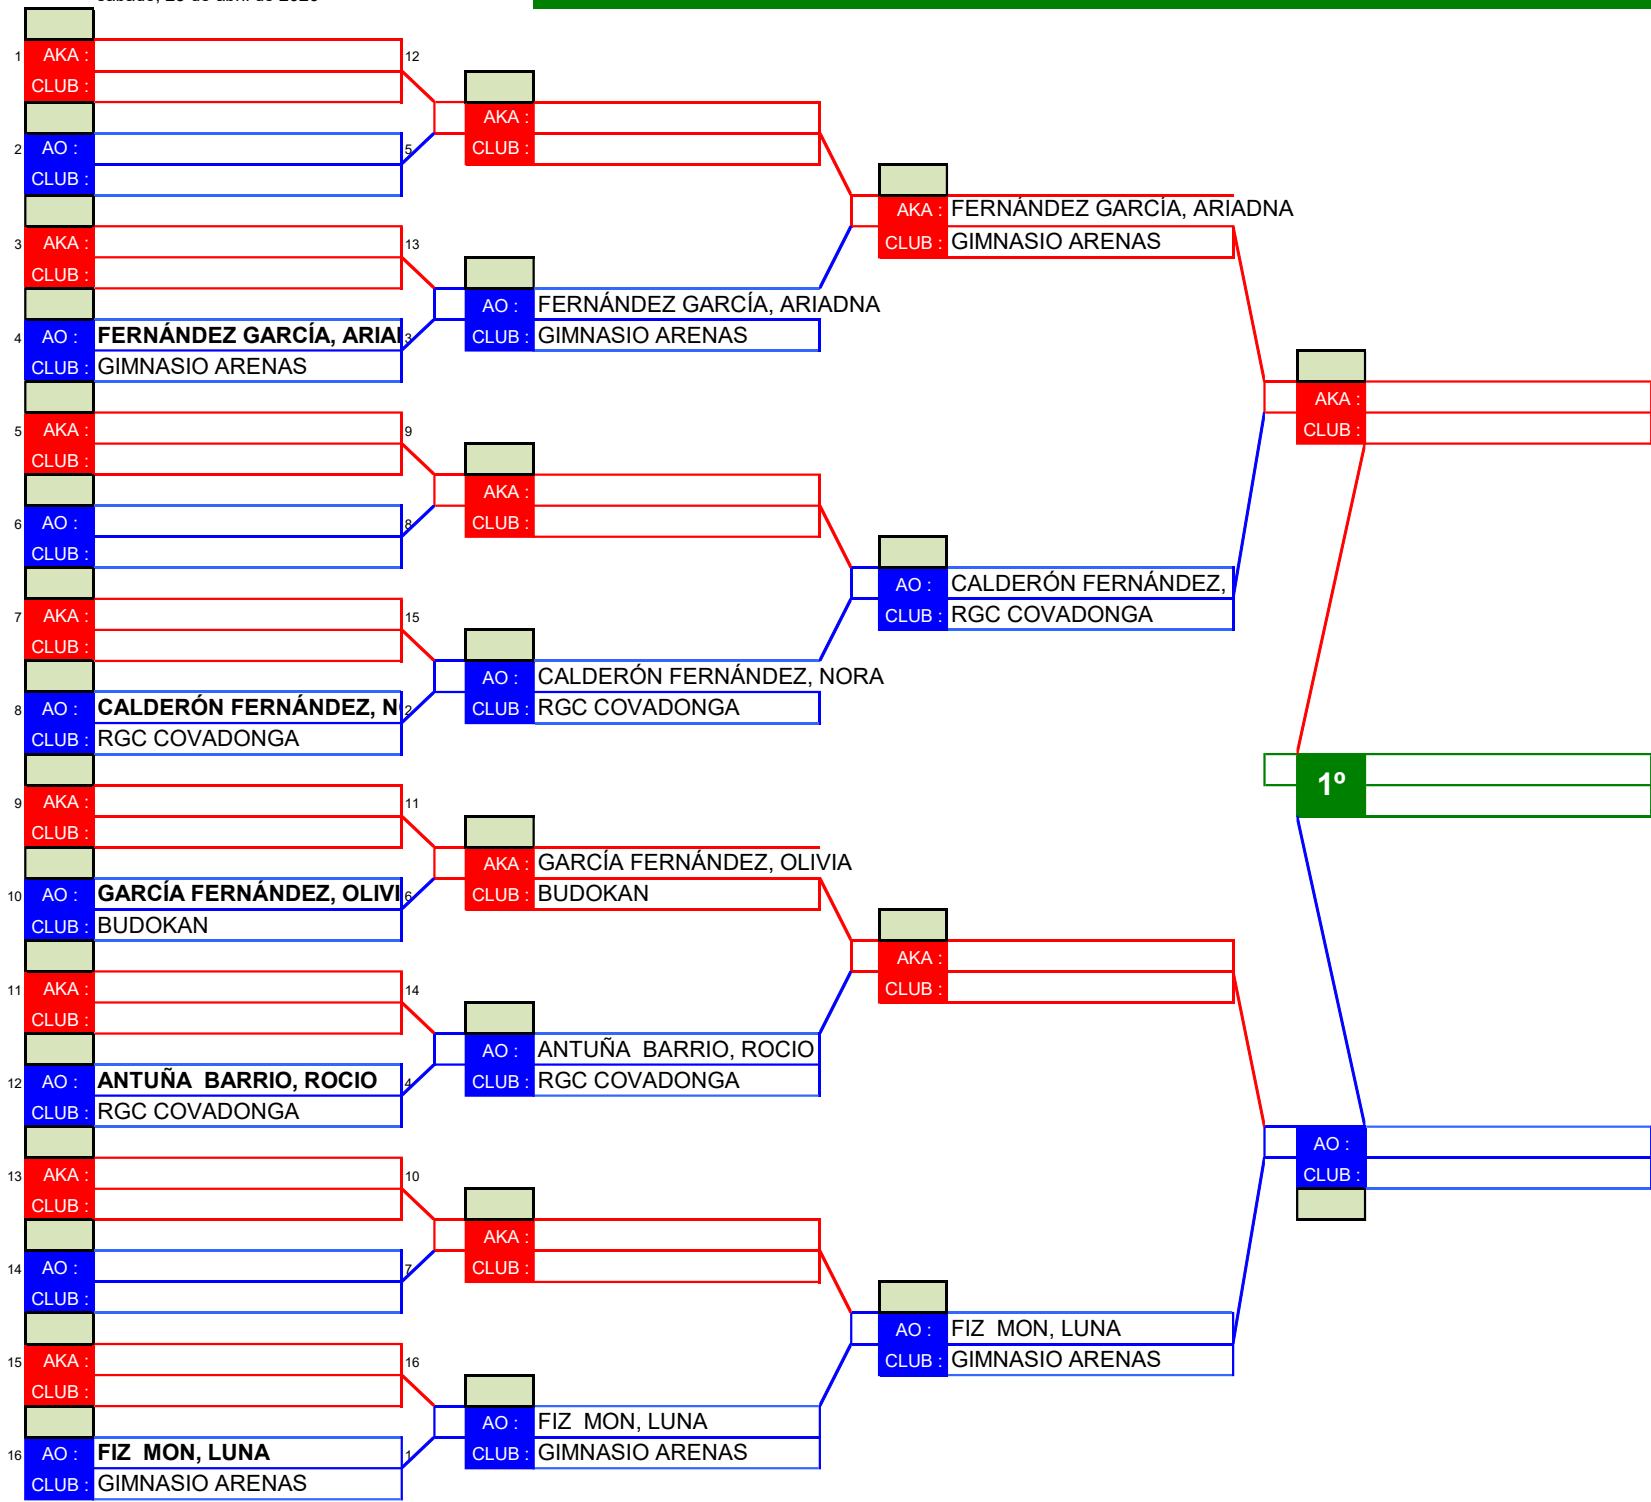 1 AKA : 12
CLUB :
2 AO : 5
CLUB :
3 AKA : 13
CLUB :
4 AO : FERNÁNDEZ GARCÍA, ARIA 3
CLUB : GIMNASIO ARENAS
5 AKA : 9
CLUB :
6 AO : 8
CLUB :
7 AKA : 15
CLUB :
8 AO : CALDERÓN FERNÁNDEZ, N 2
CLUB : RGC COVADONGA
9 AKA : 11
CLUB :
10 AO : GARCÍA FERNÁNDEZ, OLIVI 6
CLUB : BUDOKAN
11 AKA : 14
CLUB :
12 AO : ANTUÑA BARRIO, ROCIO 4
CLUB : RGC COVADONGA
13 AKA : 10
CLUB :
14 AO : 7
CLUB :
15 AKA : 16
CLUB :
16 AO : FIZ MON, LUNA 1
CLUB : GIMNASIO ARENAS
AKA :
CLUB :
AO : FERNÁNDEZ GARCÍA, ARIADNA
CLUB : GIMNASIO ARENAS
AKA :
CLUB :
AO : CALDERÓN FERNÁNDEZ, NORA
CLUB : RGC COVADONGA
AKA : GARCÍA FERNÁNDEZ, OLIVIA
CLUB : BUDOKAN
AO : ANTUÑA BARRIO, ROCIO
CLUB : RGC COVADONGA
AKA :
CLUB :
AO : FIZ MON, LUNA
CLUB : GIMNASIO ARENAS
AKA : FERNÁNDEZ GARCÍA, ARIADNA
CLUB : GIMNASIO ARENAS
AO : CALDERÓN FERNÁNDEZ,
CLUB : RGC COVADONGA
AKA :
CLUB :
AO : FIZ MON, LUNA
CLUB : GIMNASIO ARENAS
AKA :
CLUB :
1º
AO :
CLUB :